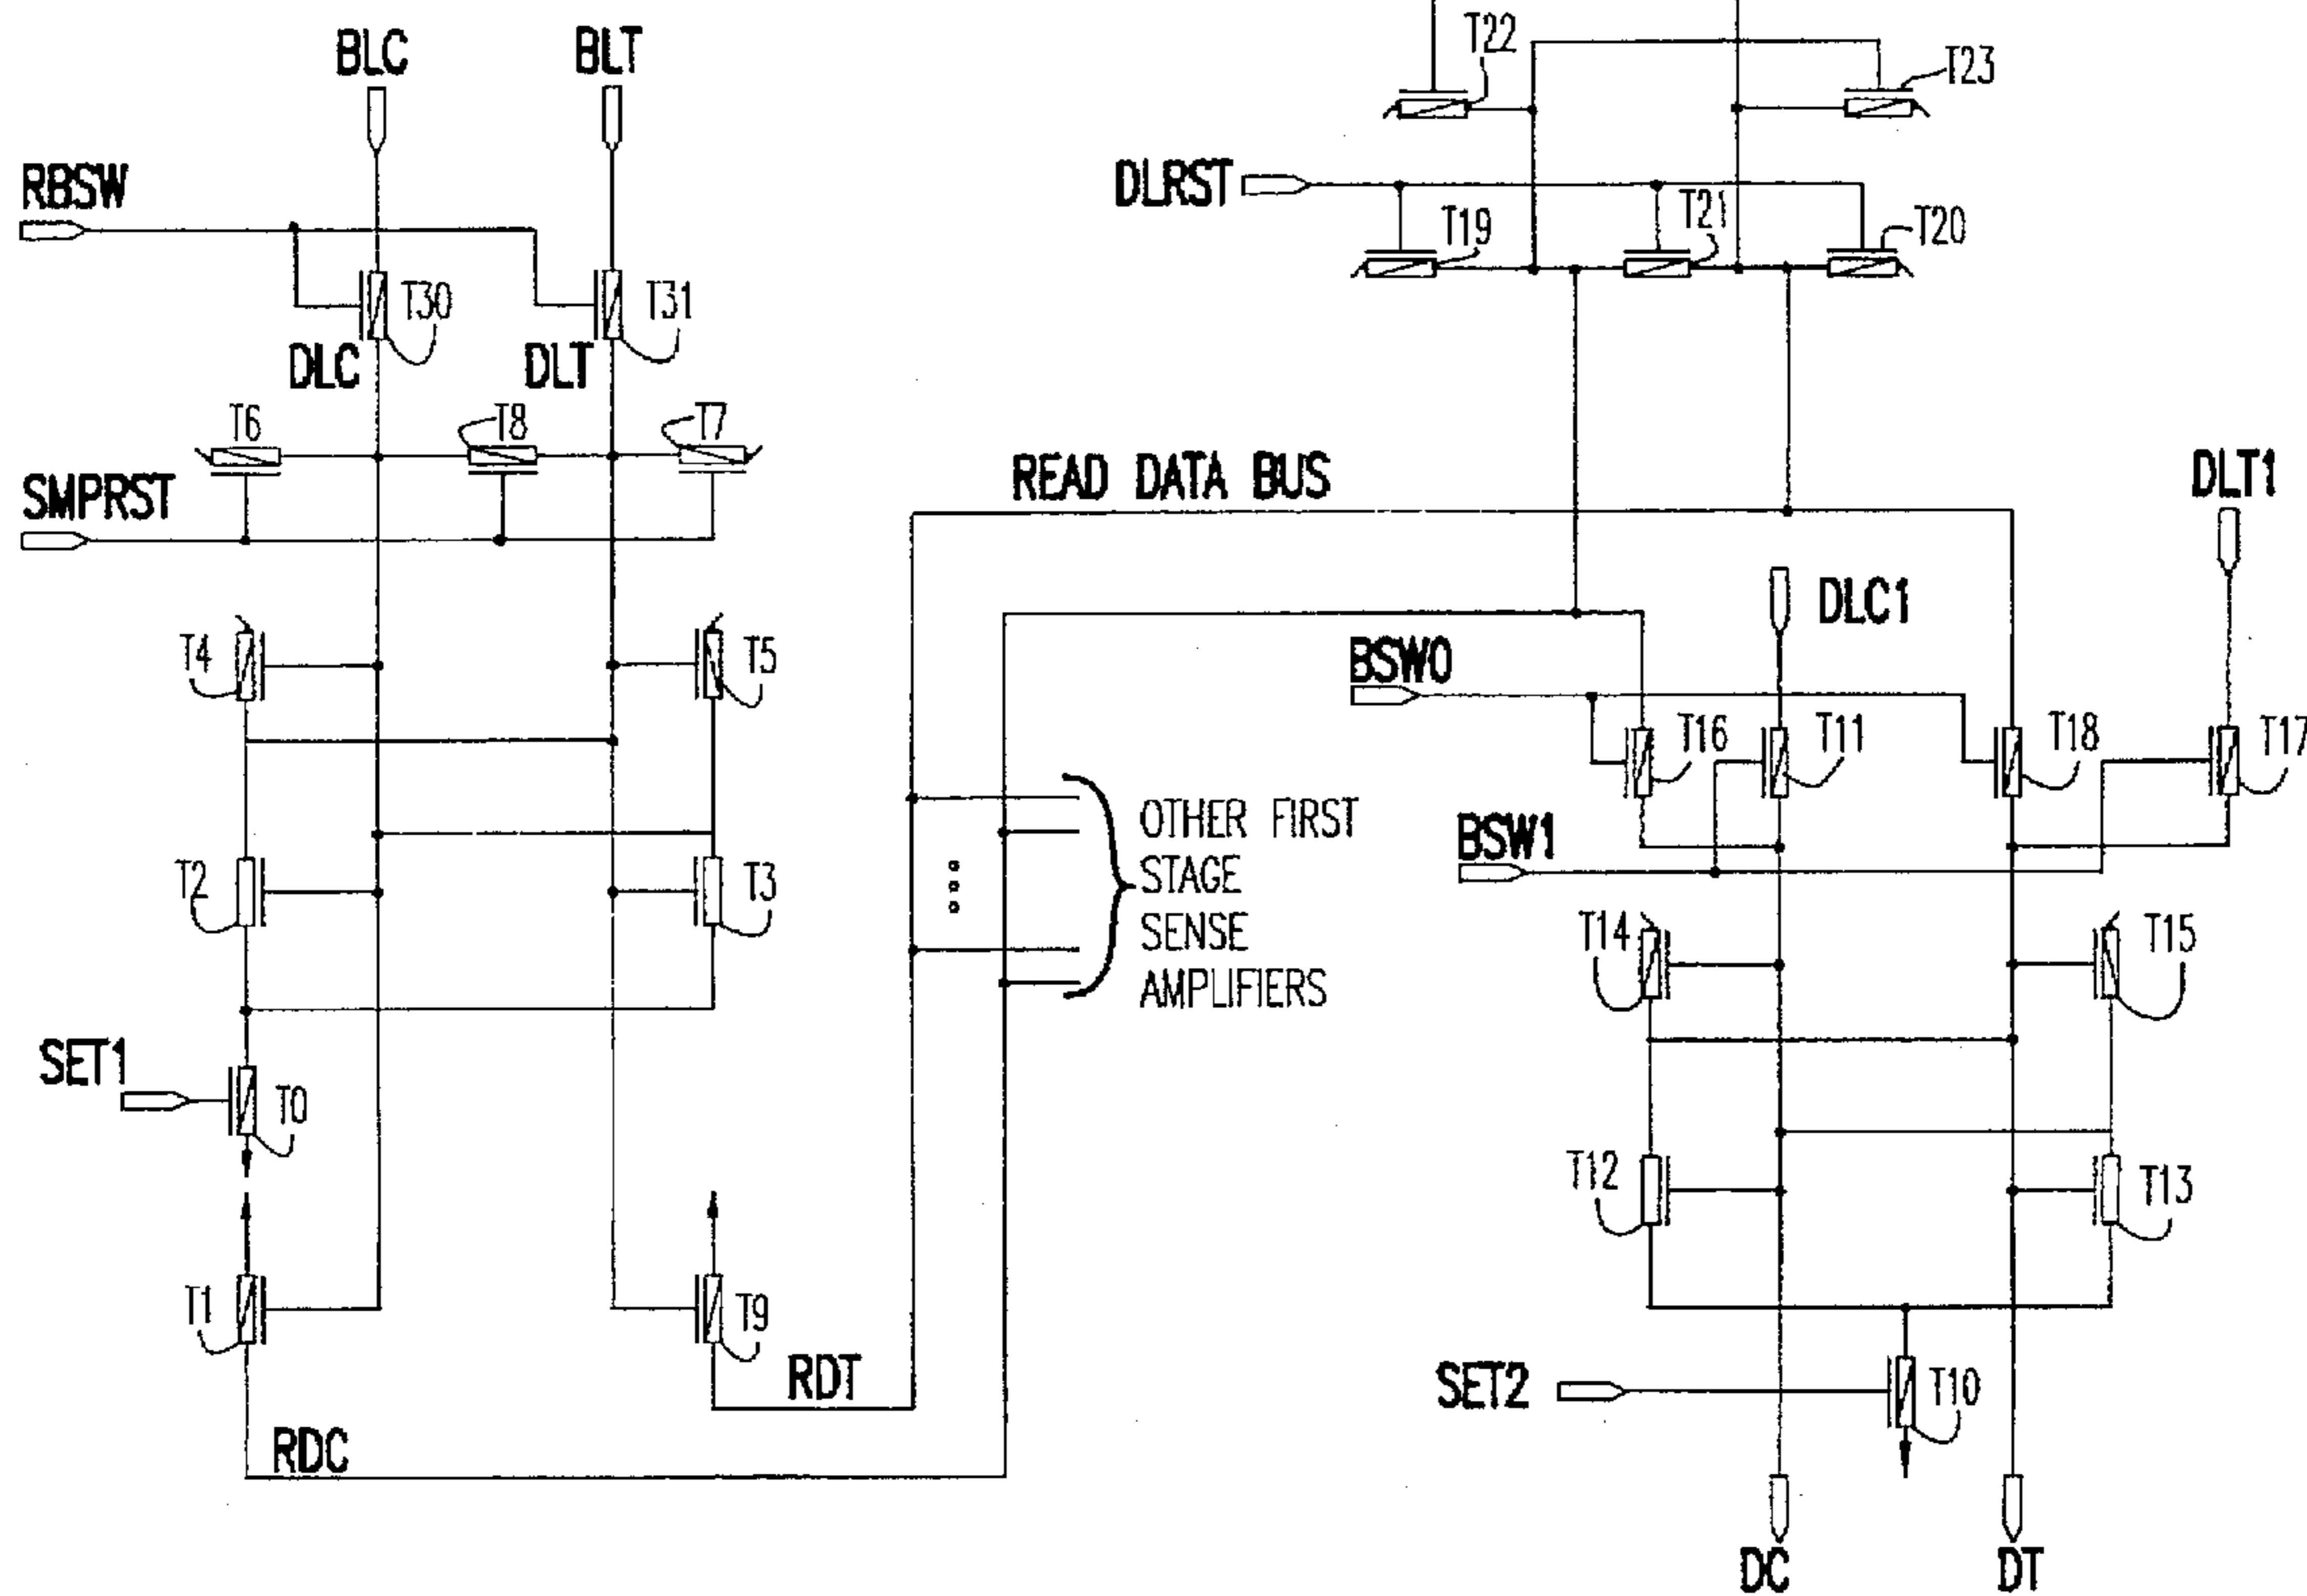 BLC
BLT
T22
T23
RBSW
DLRST
T19
T21
T20
T30
T31
DLC
DLT
T6
T8
T7
SMPRST
READ DATA BUS
DLT1
DLC1
T4
T5
BSW0
T16
T11
T18
T17
OTHER FIRST
STAGE
SENSE
AMPLIFIERS
BSW1
T2
T3
T14
T15
SET1
T0
T12
T13
T1
T9
RDT
SET2
T10
RDC
DC
DT